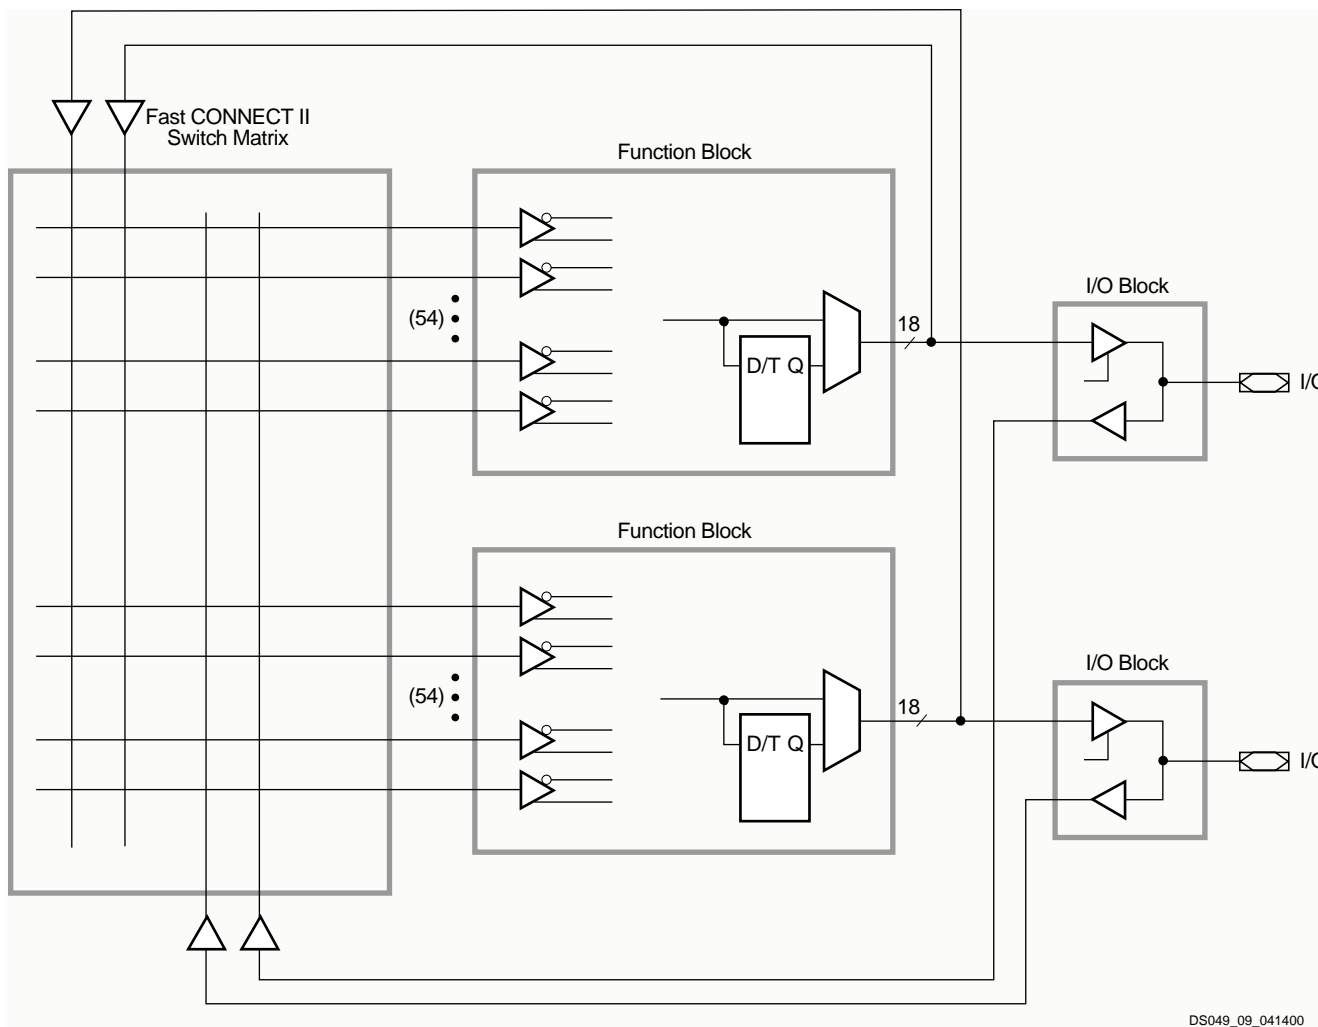 Fast CONNECT II
Switch Matrix
Function Block
(54)
D/T Q
18
I/O Block
I/O
Function Block
(54)
D/T Q
18
I/O Block
I/O
DS049_09_041400